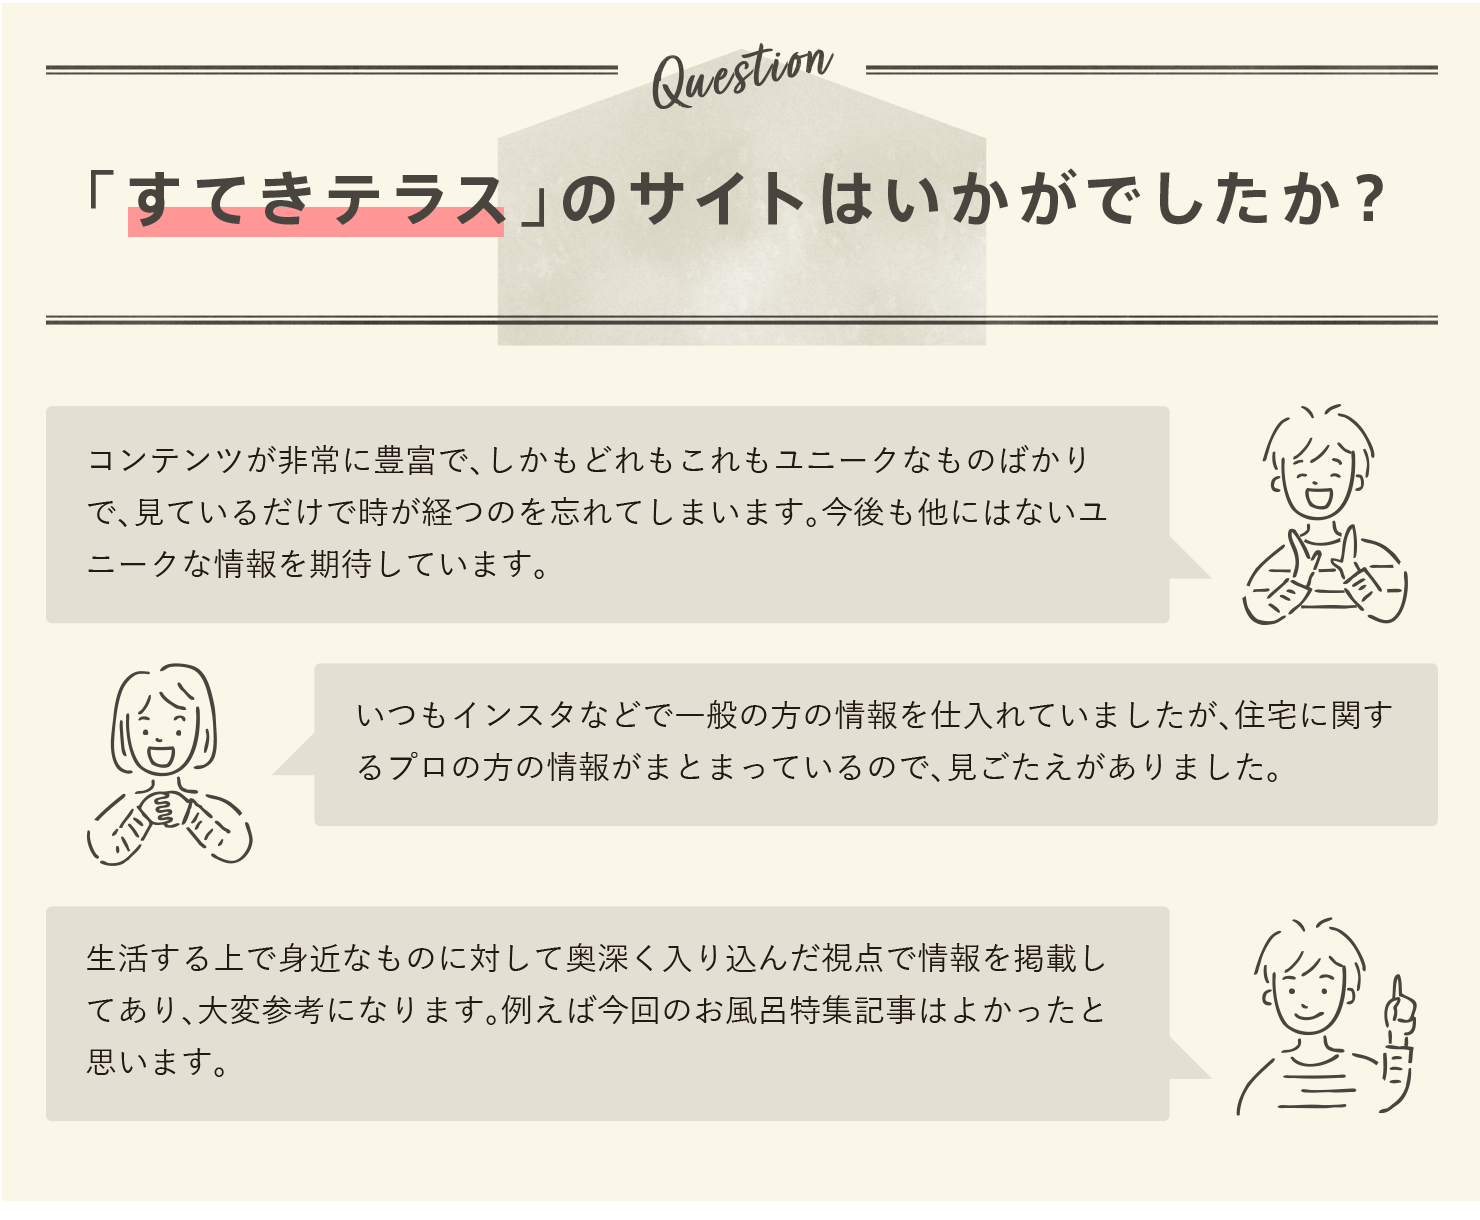 Question
「すてきテラス」のサイトはいかがでしたか？
コンテンツが非常に豊富で、しかもどれもこれもユニークなものばかり
で、見ているだけで時が経つのを忘れてしまいます。今後も他にはないユ
ニークな情報を期待しています。
いつもインスタなどで一般の方の情報を仕入れていましたが、住宅に関す
るプロの方の情報がまとまっているので、見ごたえがありました。
生活する上で身近なものに対して奥深く入り込んだ視点で情報を掲載し
てあり、大変参考になります。例えば今回のお風呂特集記事はよかったと
思います。